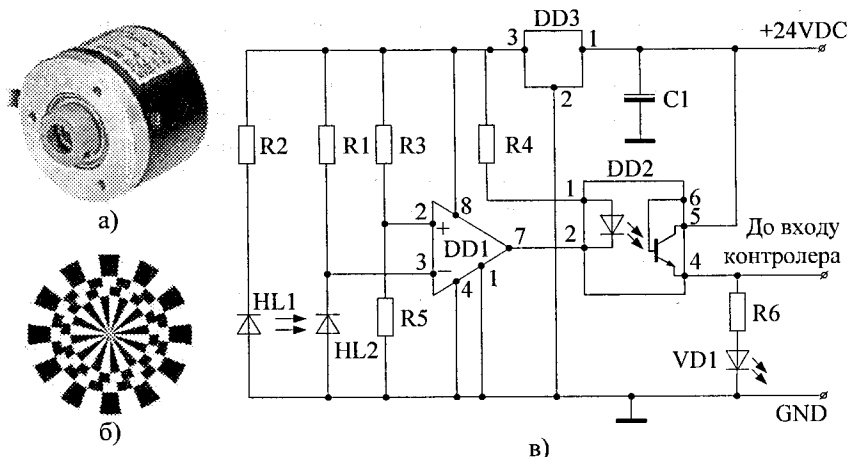 а)
б)
в)
+24VDC
DD3
3
1
2
C1
R2
R1
R3
R4
DD2
1
2
6
5
4
До входу
контролера
2
+
8
DD1
7
3
−
4
1
HL1
HL2
R5
R6
VD1
GND